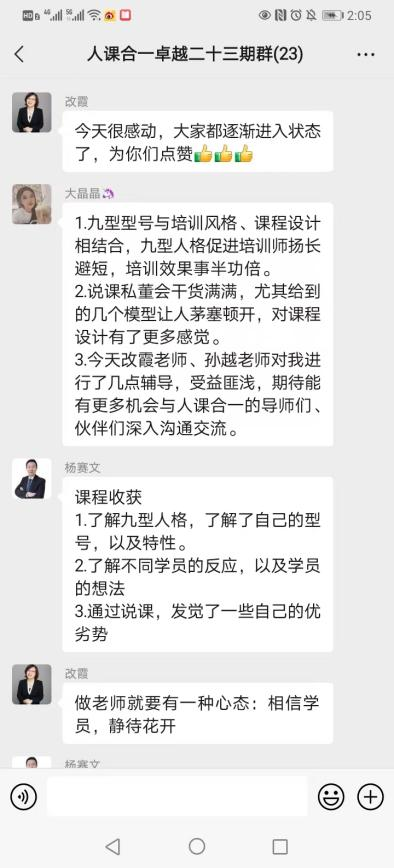 HD 2 4G 5G 2:05
人课合一卓越二十三期群(23)
改霞
今天很感动，大家都逐渐进入状态
了，为你们点赞👍👍👍
大晶晶🦄
1.九型型号与培训风格、课程设计
相结合，九型人格促进培训师扬长
避短，培训效果事半功倍。
2.说课私董会干货满满，尤其给到
的几个模型让人茅塞顿开，对课程
设计有了更多感觉。
3.今天改霞老师、孙越老师对我进
行了几点辅导，受益匪浅，期待能
有更多机会与人课合一的导师们、
伙伴们深入沟通交流。
杨赛文
课程收获
1.了解九型人格，了解了自己的型
号，以及特性。
2.了解不同学员的反应，以及学员
的想法
3.通过说课，发觉了一些自己的优
劣势
改霞
做老师就要有一种心态：相信学
员，静待花开
杨赛文